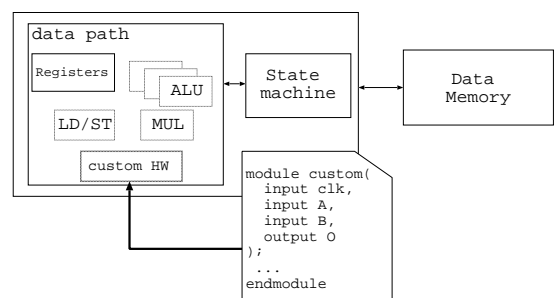 data path
Registers
ALU
LD/ST
MUL
custom HW
State
machine
Data
Memory
module custom(
input clk,
input A,
input B,
output O
);
...
endmodule